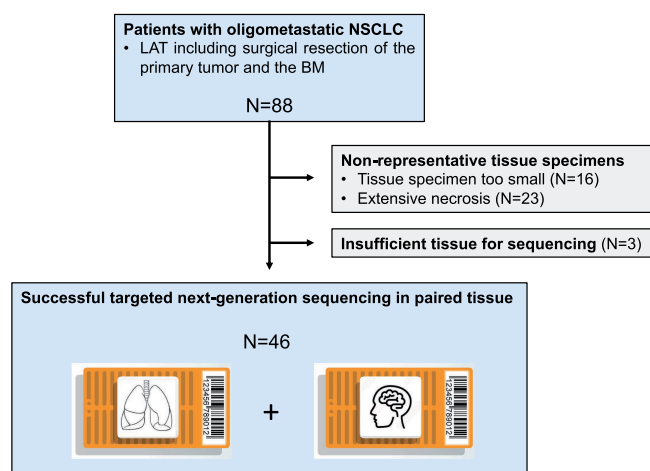 Patients with oligometastatic NSCLC
• LAT including surgical resection of the
primary tumor and the BM
N=88
Non-representative tissue specimens
• Tissue specimen too small (N=16)
• Extensive necrosis (N=23)
Insufficient tissue for sequencing (N=3)
Successful targeted next-generation sequencing in paired tissue
N=46
123456789012
+
123456789012